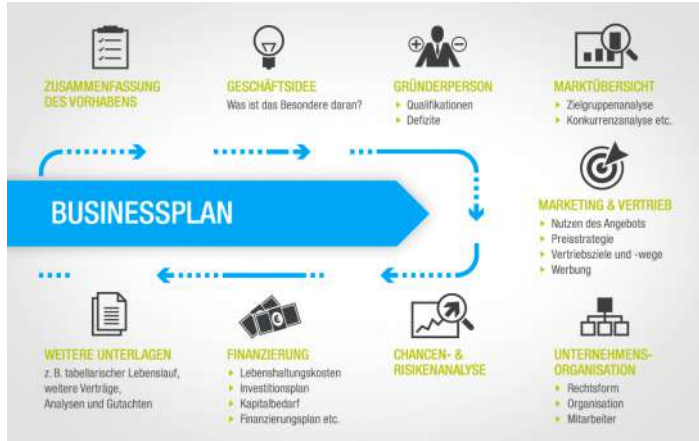 ZUSAMMENFASSUNG
DES VORHABENS
GESCHÄFTSIDEE
Was ist das Besondere daran?
GRÜNDERPERSON
Qualifikationen
Defizite
MARKTÜBERSICHT
Zielgruppenanalyse
Konkurrenzanalyse etc.
BUSINESSPLAN
MARKETING & VERTRIEB
Nutzen des Angebots
Preisstrategie
Vertriebsziele und -wege
Werbung
WEITERE UNTERLAGEN
z. B. tabellarischer Lebenslauf,
weitere Verträge,
Analysen und Gutachten
FINANZIERUNG
Lebenshaltungskosten
Investitionsplan
Kapitalbedarf
Finanzierungsplan etc.
CHANCEN- &
RISIKENANALYSE
UNTERNEHMENS-
ORGANISATION
Rechtsform
Organisation
Mitarbeiter